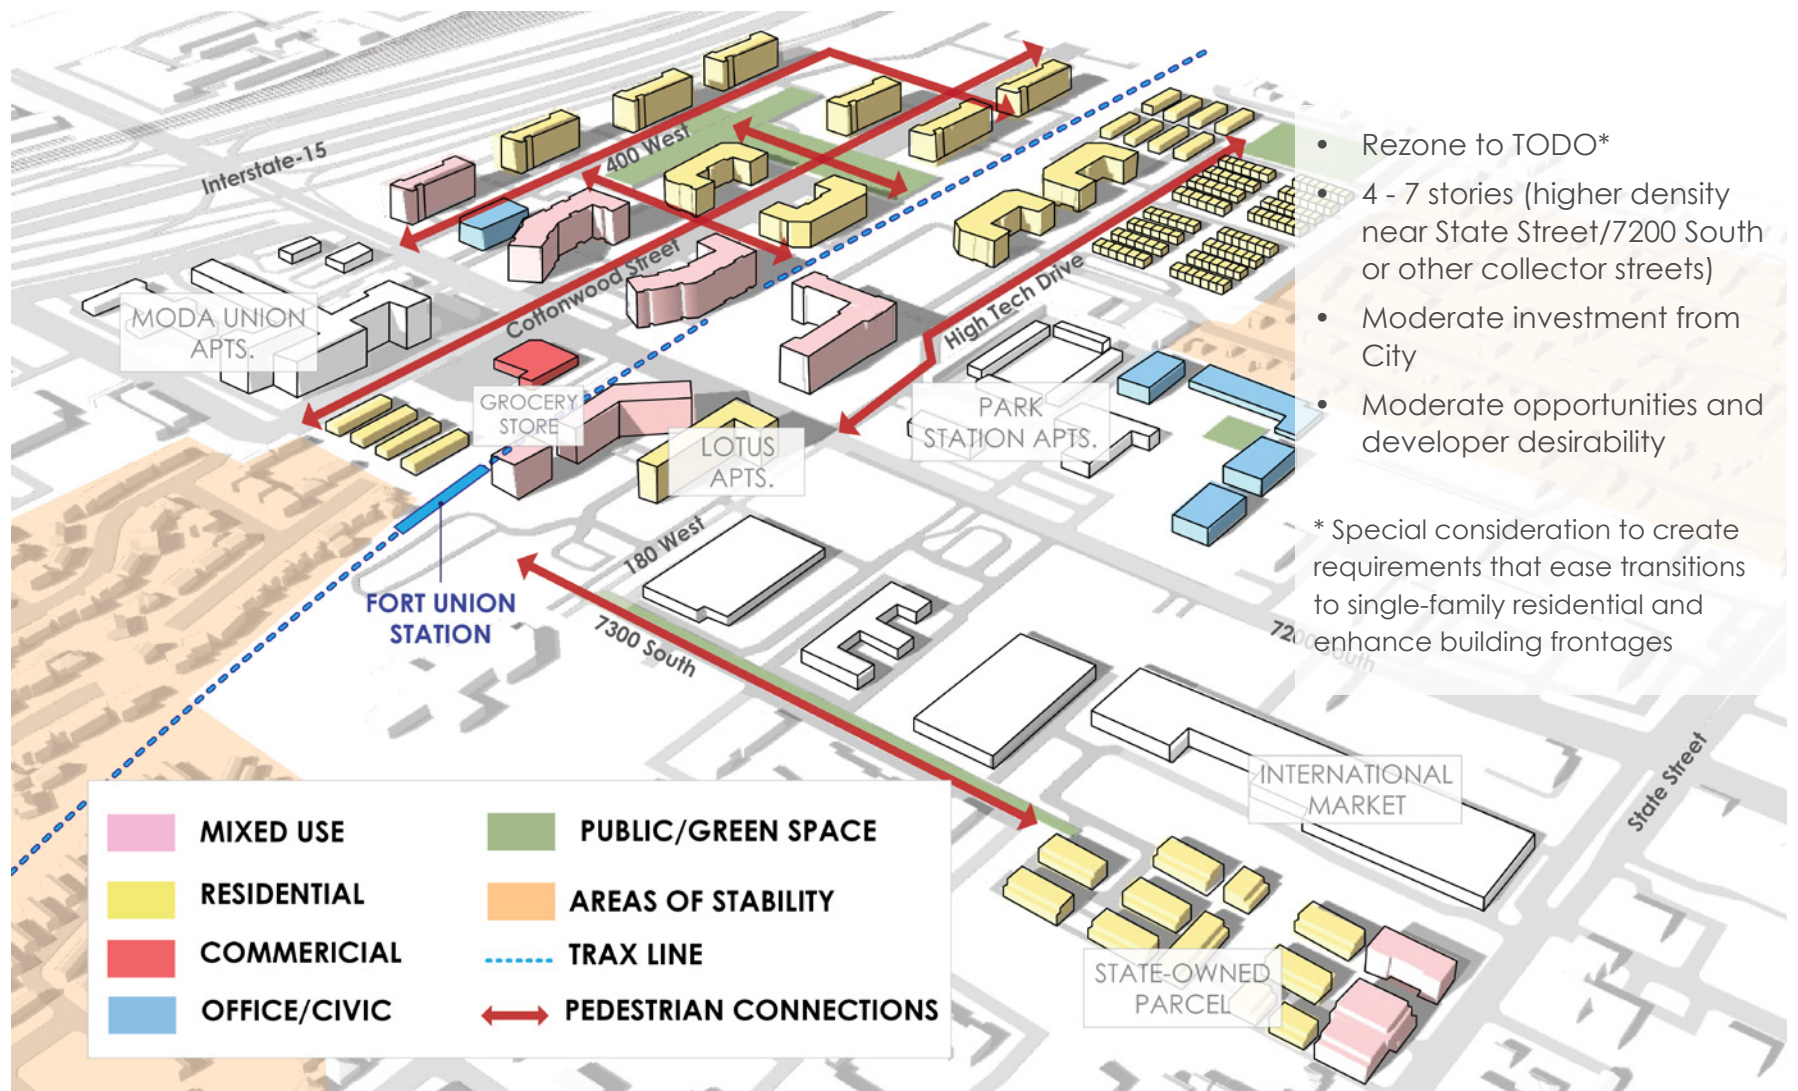 Interstate-15
400 West
Cottonwood Street
High Tech Drive
MODA UNION
APTS.
GROCERY
STORE
LOTUS
APTS.
PARK
STATION APTS.
180 West
FORT UNION
STATION
7300 South
7200 South
INTERNATIONAL
MARKET
State Street
STATE-OWNED
PARCEL
• Rezone to TODO*
• 4 - 7 stories (higher density
near State Street/7200 South
or other collector streets)
• Moderate investment from
City
• Moderate opportunities and
developer desirability
* Special consideration to create
requirements that ease transitions
to single-family residential and
enhance building frontages
MIXED USE
RESIDENTIAL
COMMERICIAL
OFFICE/CIVIC
PUBLIC/GREEN SPACE
AREAS OF STABILITY
TRAX LINE
PEDESTRIAN CONNECTIONS